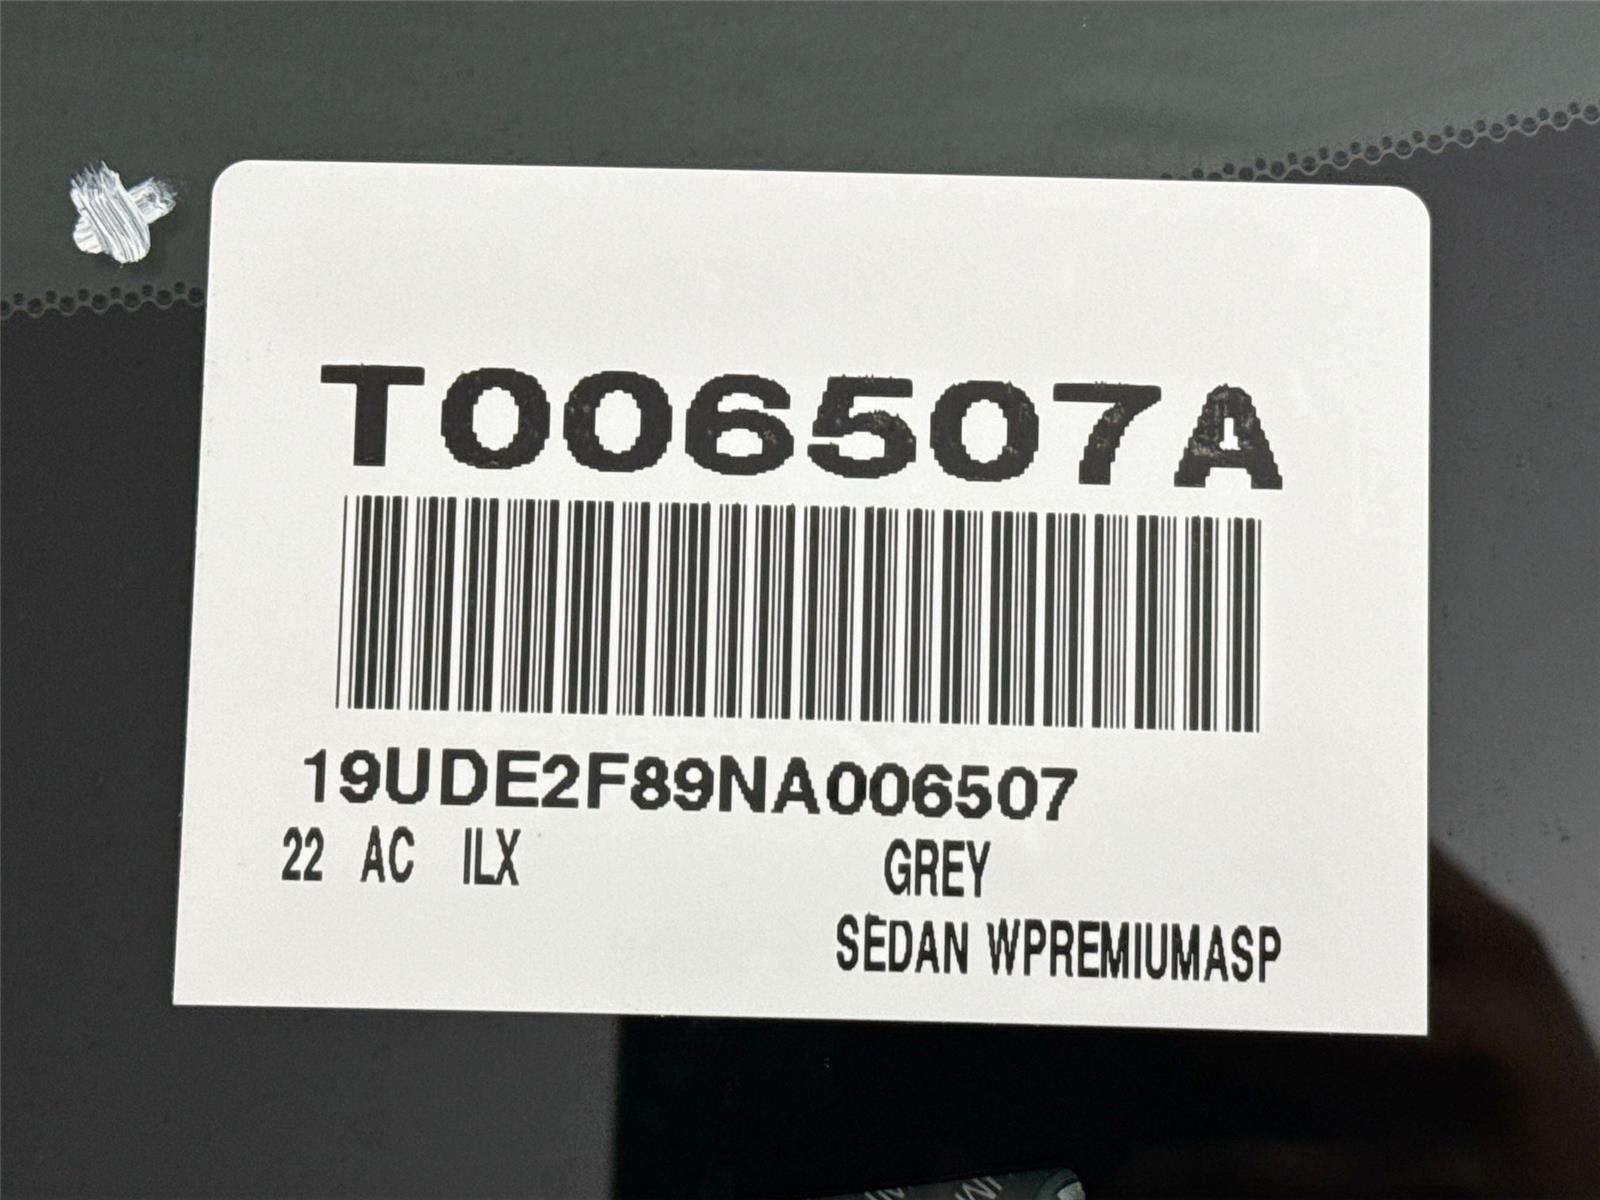 T006507A
19UDE2F89NA006507
22 AC ILX GREY
SEDAN WPREMIUMASP